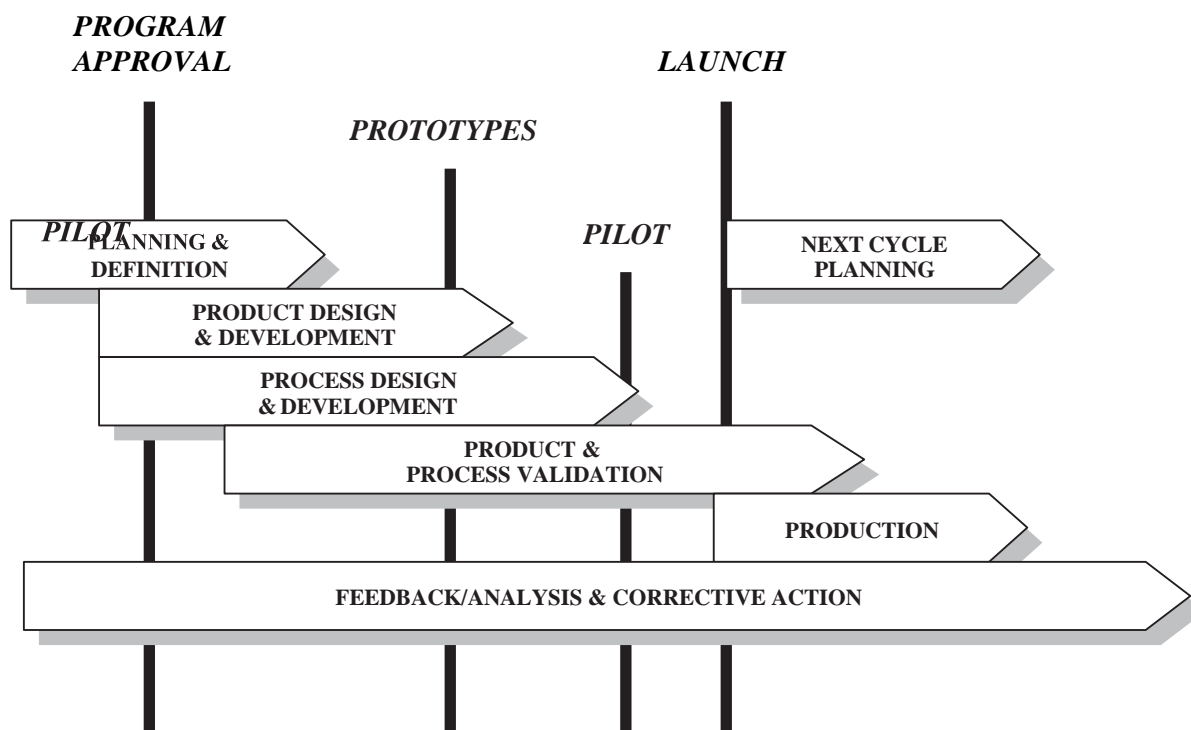 PROGRAM
APPROVAL
LAUNCH
PROTOTYPES
PILOT
PILOT
PLANNING &
DEFINITION
NEXT CYCLE
PLANNING
PRODUCT DESIGN
& DEVELOPMENT
PROCESS DESIGN
& DEVELOPMENT
PRODUCT &
PROCESS VALIDATION
PRODUCTION
FEEDBACK/ANALYSIS & CORRECTIVE ACTION